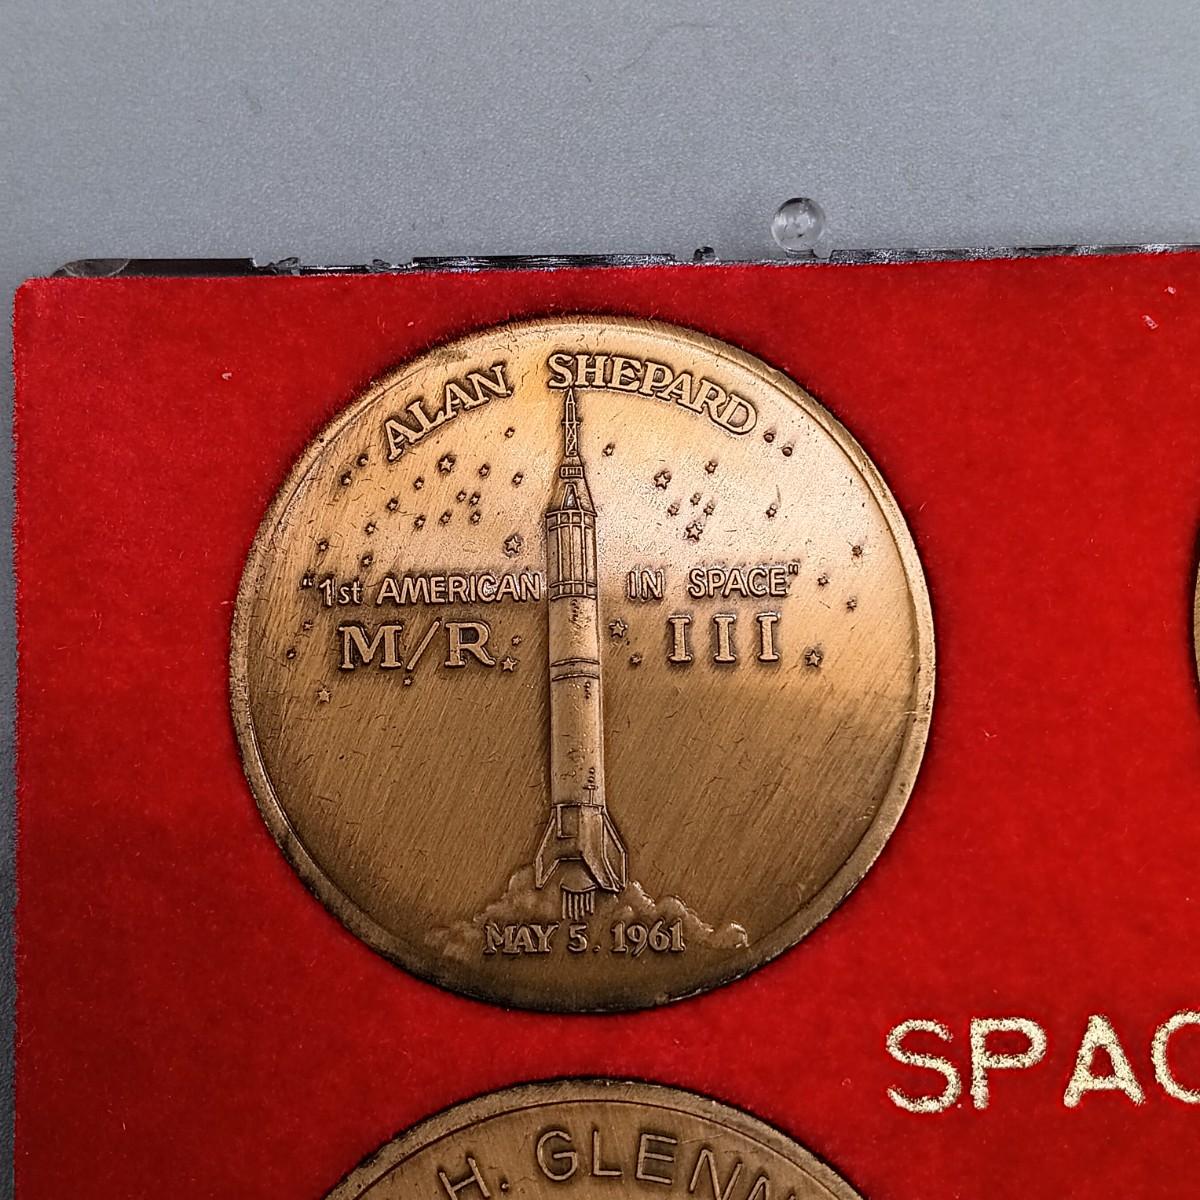 ALAN SHEPARD
"1st AMERICAN IN SPACE"
M/R III
MAY 5. 1961
SPAC
H. GLENN